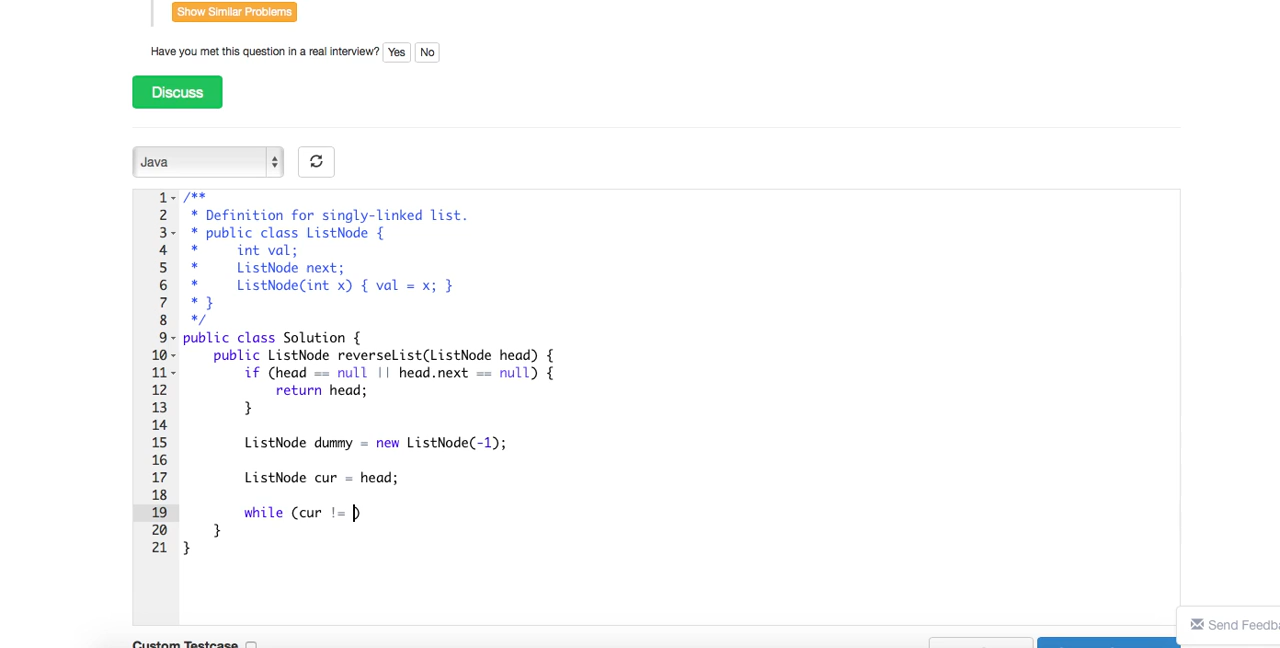 Show Similar Problems
Have you met this question in a real interview? Yes No
Discuss
Java
1 /**
2  * Definition for singly-linked list.
3  * public class ListNode {
4  *     int val;
5  *     ListNode next;
6  *     ListNode(int x) { val = x; }
7  * }
8  */
9 public class Solution {
10     public ListNode reverseList(ListNode head) {
11         if (head == null || head.next == null) {
12             return head;
13         }
14
15         ListNode dummy = new ListNode(-1);
16
17         ListNode cur = head;
18
19         while (cur != )
20     }
21 }
Send Feedba
Custom Testcase